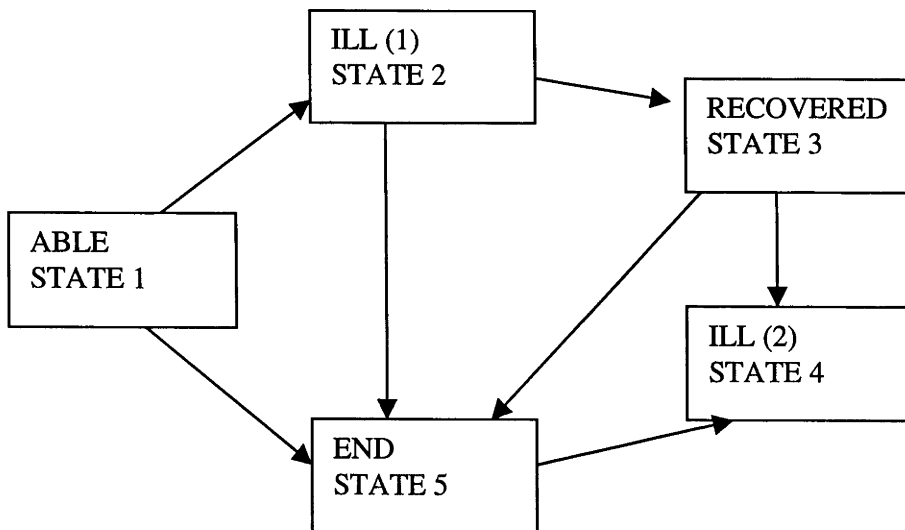 ILL (1)
STATE 2
RECOVERED
STATE 3
ABLE
STATE 1
ILL (2)
STATE 4
END
STATE 5